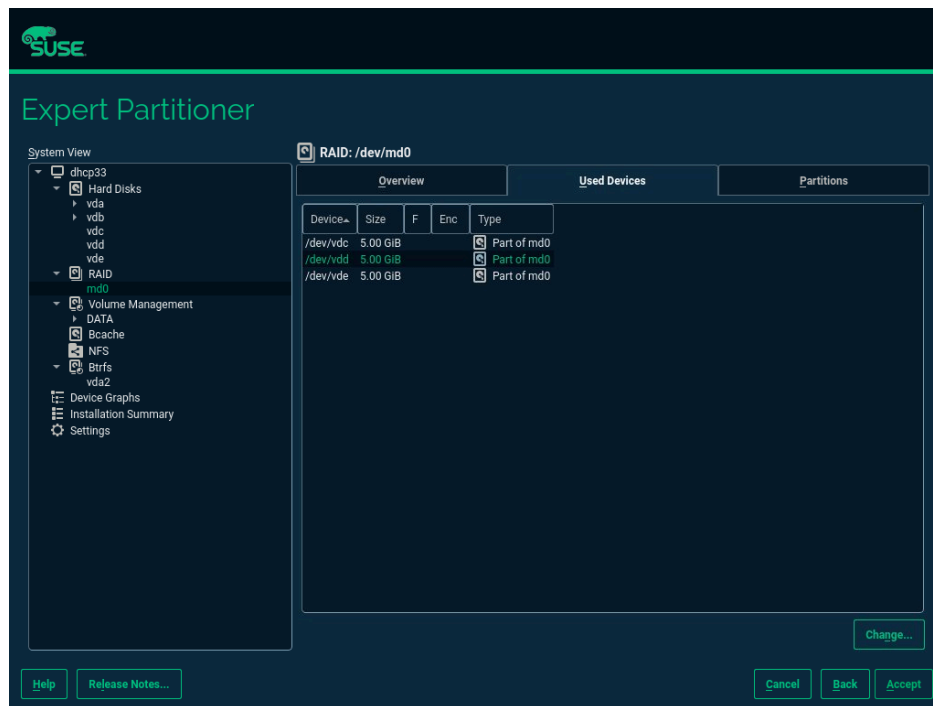 SUSE
Expert Partitioner
System View
dhcp33
Hard Disks
vda
vdb
vdc
vdd
vde
RAID
md0
Volume Management
DATA
Bcache
NFS
Btrfs
vda2
Device Graphs
Installation Summary
Settings
RAID: /dev/md0
Overview Used Devices Partitions
Device Size F Enc Type
/dev/vdc 5.00 GiB Part of md0
/dev/vdd 5.00 GiB Part of md0
/dev/vde 5.00 GiB Part of md0
Change...
Help Release Notes... Cancel Back Accept